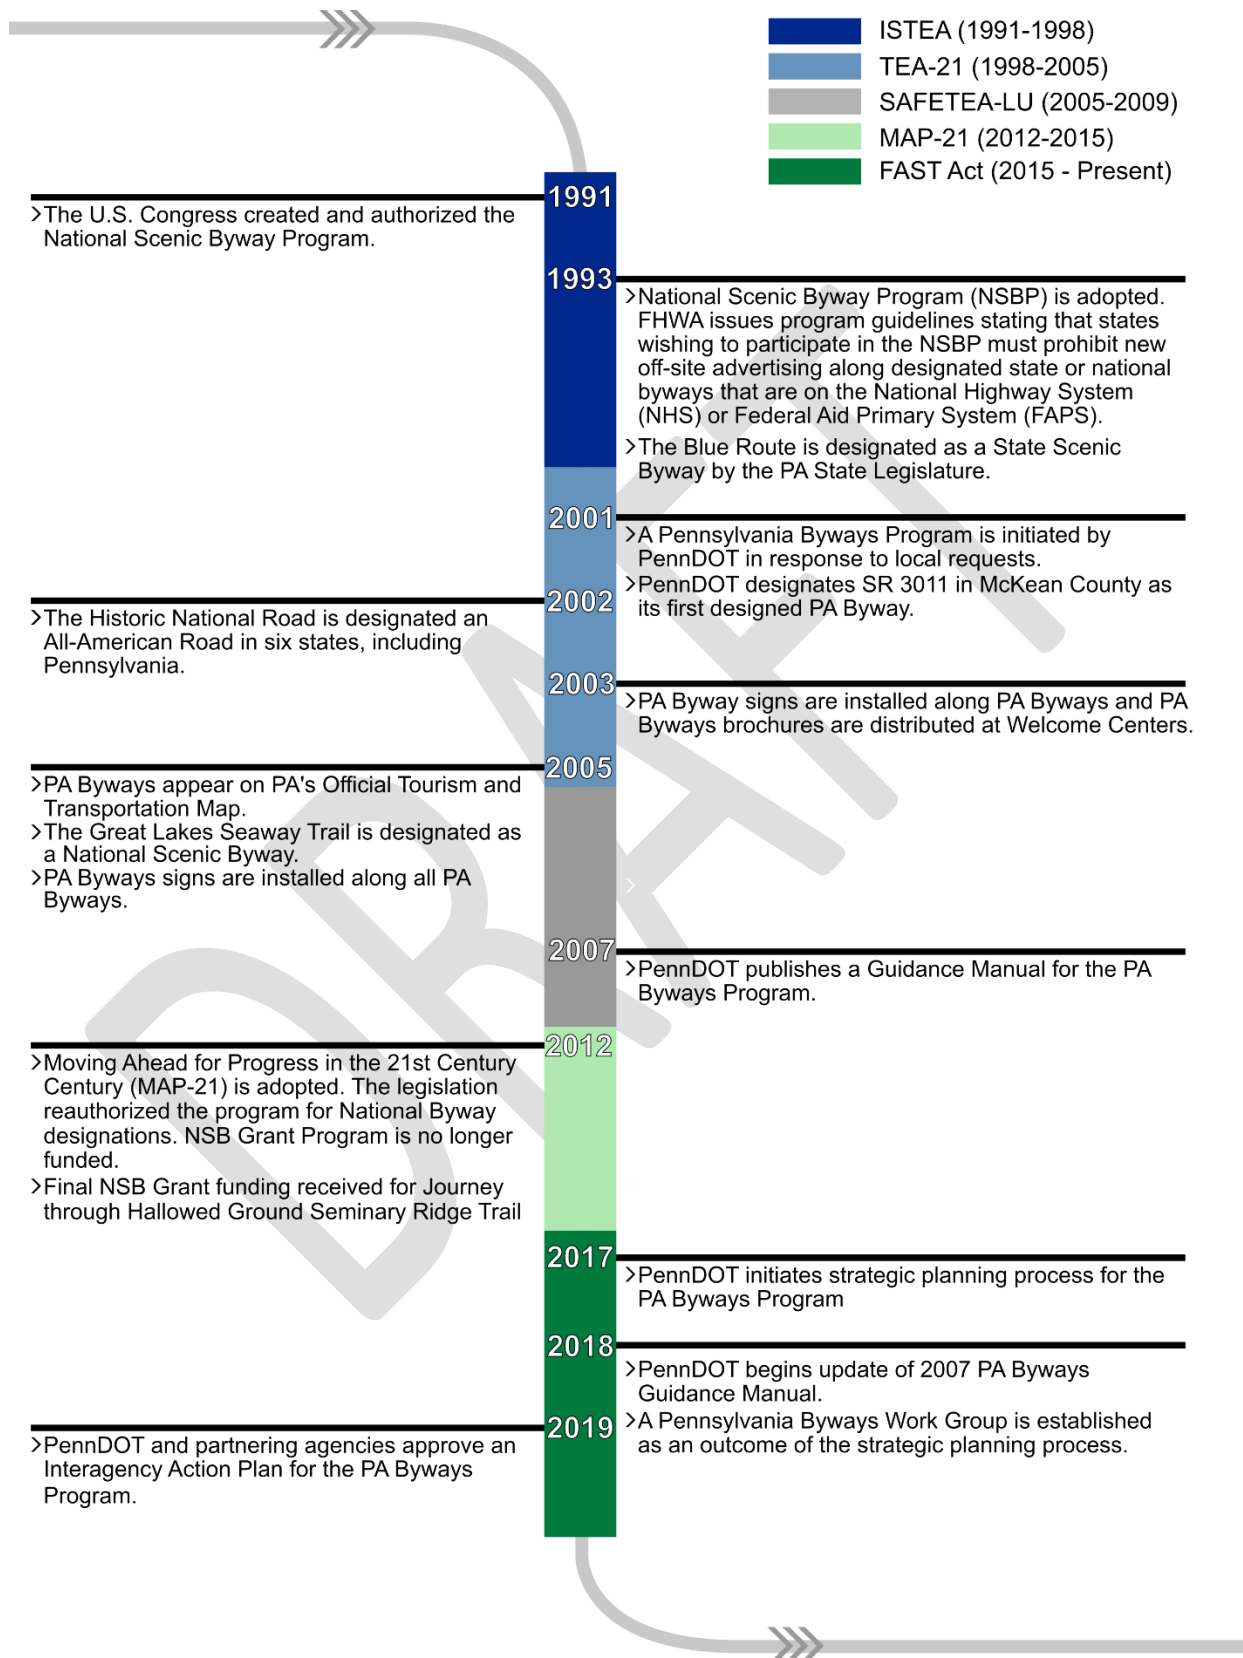 ISTEA (1991-1998)
TEA-21 (1998-2005)
SAFETEA-LU (2005-2009)
MAP-21 (2012-2015)
FAST Act (2015 - Present)
1991
>The U.S. Congress created and authorized the
National Scenic Byway Program.
1993
>National Scenic Byway Program (NSBP) is adopted.
FHWA issues program guidelines stating that states
wishing to participate in the NSBP must prohibit new
off-site advertising along designated state or national
byways that are on the National Highway System
(NHS) or Federal Aid Primary System (FAPS).
>The Blue Route is designated as a State Scenic
Byway by the PA State Legislature.
2001
>A Pennsylvania Byways Program is initiated by
PennDOT in response to local requests.
>PennDOT designates SR 3011 in McKean County as
its first designed PA Byway.
2002
>The Historic National Road is designated an
All-American Road in six states, including
Pennsylvania.
2003
>PA Byway signs are installed along PA Byways and PA
Byways brochures are distributed at Welcome Centers.
2005
>PA Byways appear on PA's Official Tourism and
Transportation Map.
>The Great Lakes Seaway Trail is designated as
a National Scenic Byway.
>PA Byways signs are installed along all PA
Byways.
2007
>PennDOT publishes a Guidance Manual for the PA
Byways Program.
2012
>Moving Ahead for Progress in the 21st Century
Century (MAP-21) is adopted. The legislation
reauthorized the program for National Byway
designations. NSB Grant Program is no longer
funded.
>Final NSB Grant funding received for Journey
through Hallowed Ground Seminary Ridge Trail
2017
>PennDOT initiates strategic planning process for the
PA Byways Program
2018
>PennDOT begins update of 2007 PA Byways
Guidance Manual.
>A Pennsylvania Byways Work Group is established
as an outcome of the strategic planning process.
2019
>PennDOT and partnering agencies approve an
Interagency Action Plan for the PA Byways
Program.
DRAFT